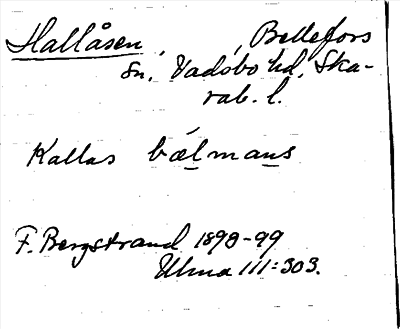 Hallåsen, Bellefors
sn, Vadsbo hd, Ska-
rab. l.
Kallas bælmans
F. Bergstrand 1898-99
Ulma 111:303.